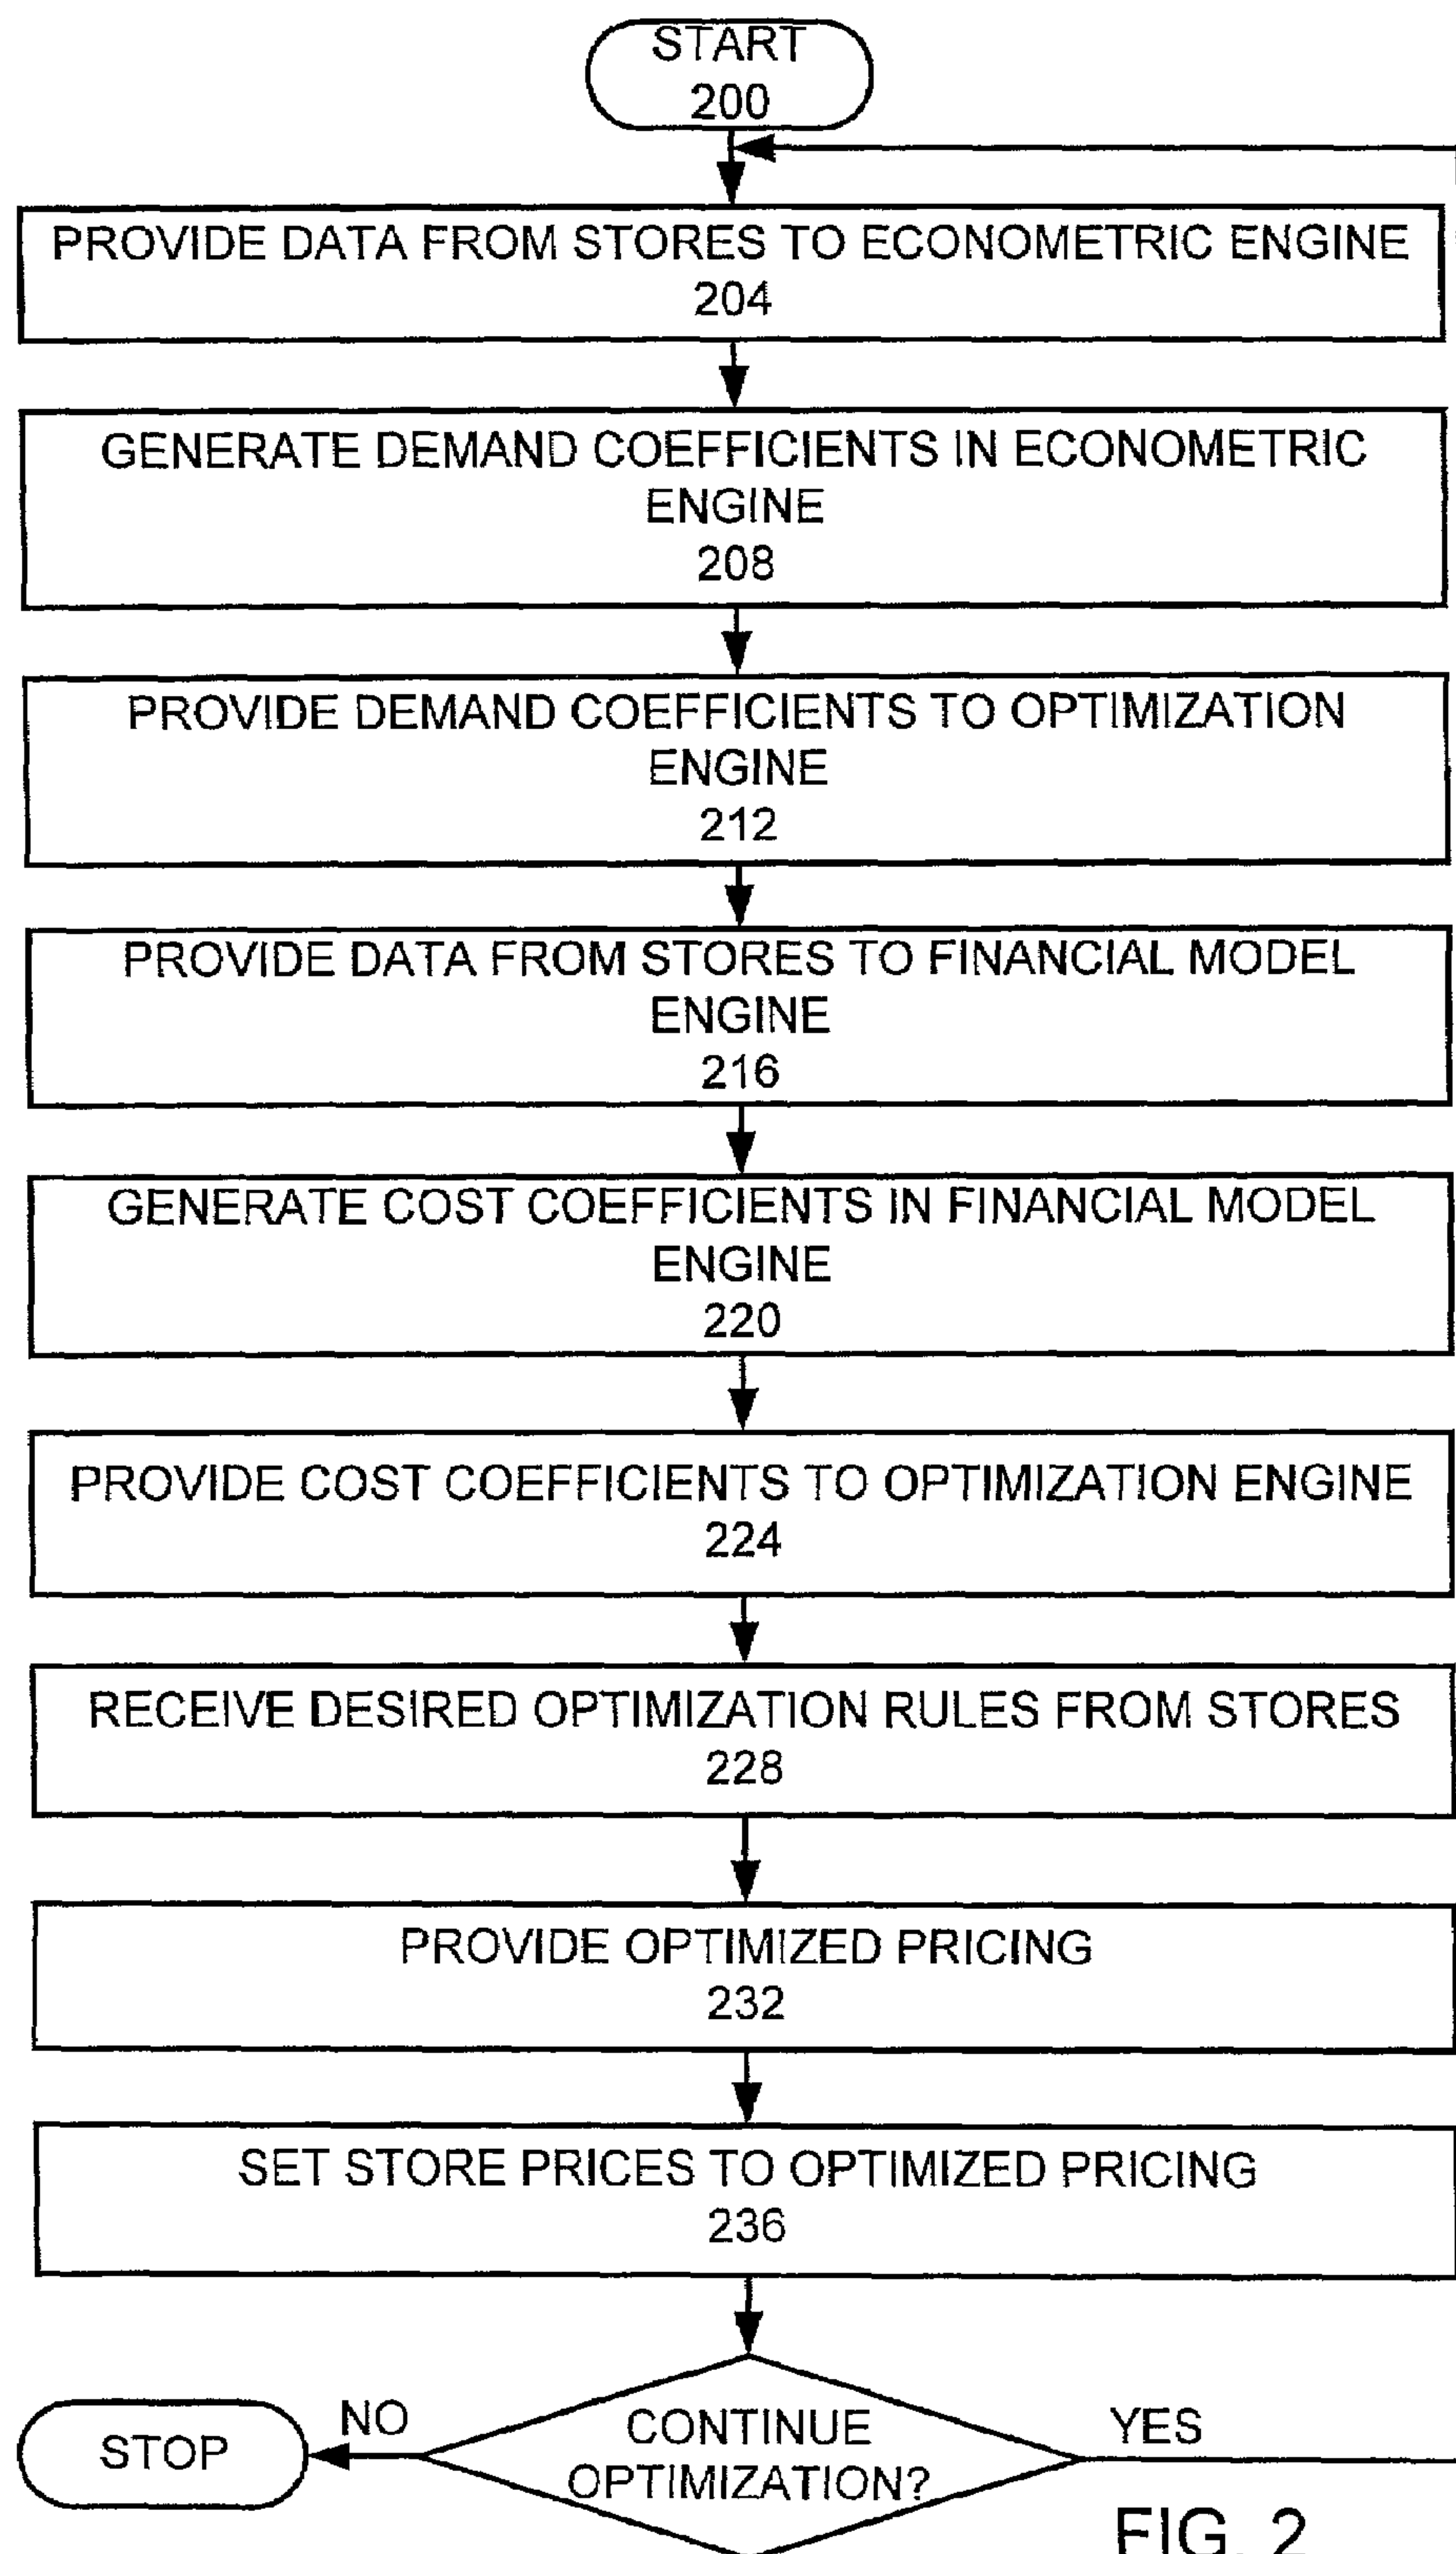 START
200
PROVIDE DATA FROM STORES TO ECONOMETRIC ENGINE
204
GENERATE DEMAND COEFFICIENTS IN ECONOMETRIC
ENGINE
208
PROVIDE DEMAND COEFFICIENTS TO OPTIMIZATION
ENGINE
212
PROVIDE DATA FROM STORES TO FINANCIAL MODEL
ENGINE
216
GENERATE COST COEFFICIENTS IN FINANCIAL MODEL
ENGINE
220
PROVIDE COST COEFFICIENTS TO OPTIMIZATION ENGINE
224
RECEIVE DESIRED OPTIMIZATION RULES FROM STORES
228
PROVIDE OPTIMIZED PRICING
232
SET STORE PRICES TO OPTIMIZED PRICING
236
STOP
NO
CONTINUE
OPTIMIZATION?
YES
FIG. 2